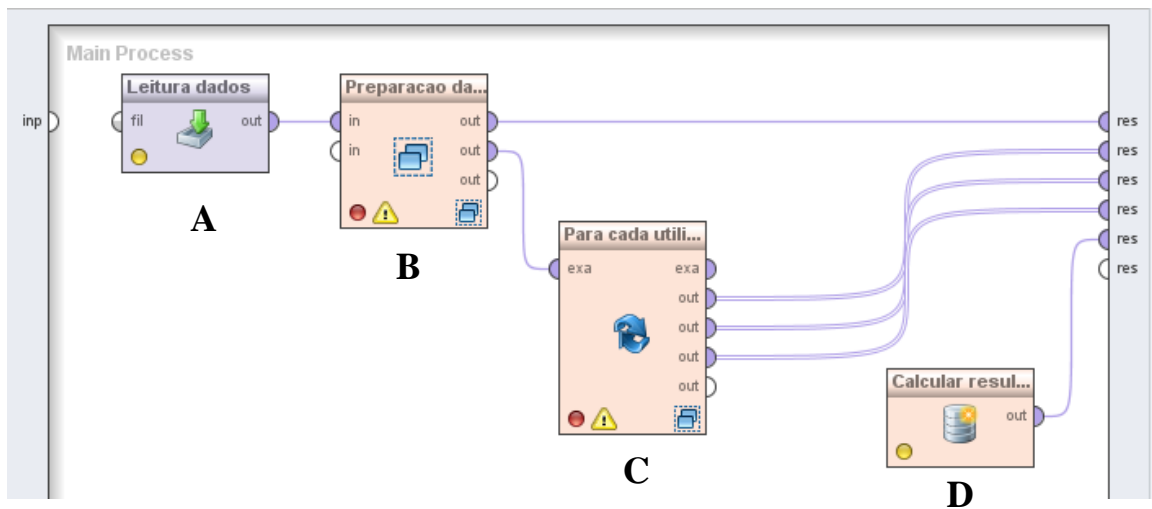 Main Process
inp
Leitura dados
fil
out
A
Preparacao da...
in
out
in
out
out
B
Para cada utili...
exa
exa
out
out
out
out
C
Calcular resul...
out
D
res
res
res
res
res
res